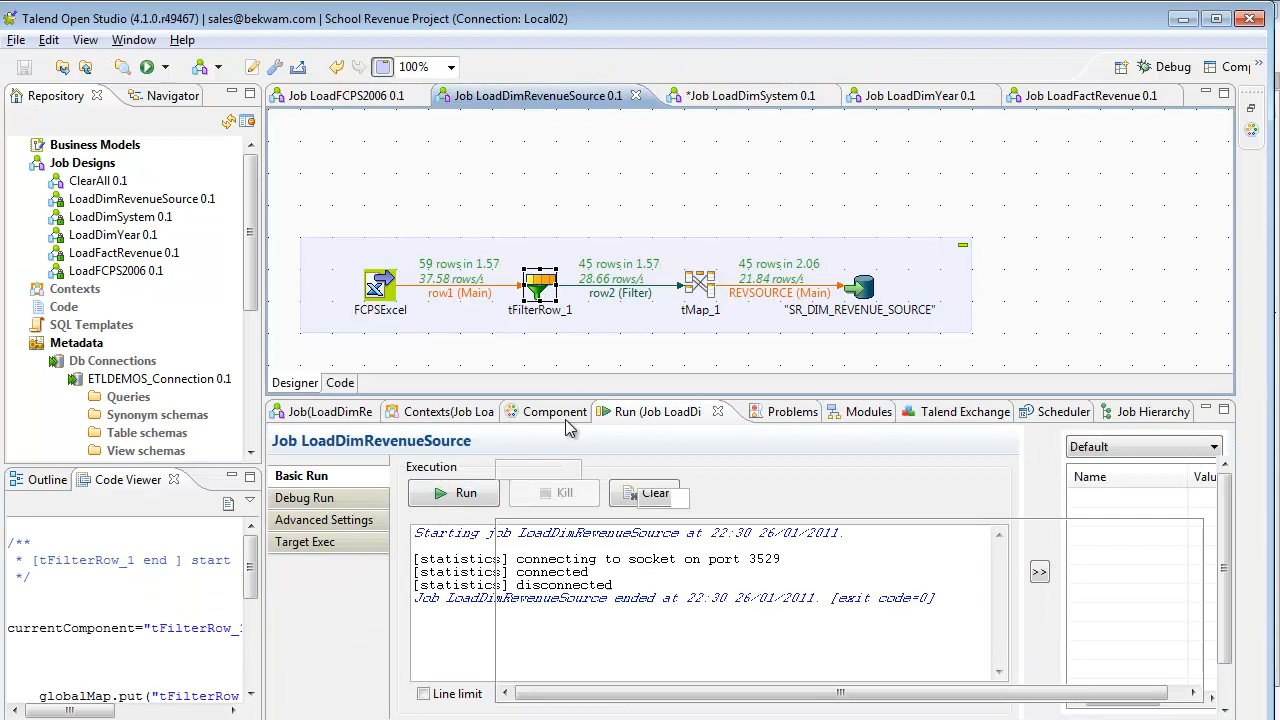 Talend Open Studio (4.1.0.r49467) | sales@bekwam.com | School Revenue Project (Connection: Local02)
File Edit View Window Help
100%
Debug
Comp
Repository
Navigator
Job LoadFCPS2006 0.1
Job LoadDimRevenueSource 0.1
*Job LoadDimSystem 0.1
Job LoadDimYear 0.1
Job LoadFactRevenue 0.1
Business Models
Job Designs
ClearAll 0.1
LoadDimRevenueSource 0.1
LoadDimSystem 0.1
LoadDimYear 0.1
LoadFactRevenue 0.1
LoadFCPS2006 0.1
Contexts
Code
SQL Templates
Metadata
Db Connections
ETLDEMOS_Connection 0.1
Queries
Synonym schemas
Table schemas
View schemas
59 rows in 1.57
37.58 rows/s
row1 (Main)
45 rows in 1.57
28.66 rows/s
row2 (Filter)
45 rows in 2.06
21.84 rows/s
REVSOURCE (Main)
FCPSExcel
tFilterRow_1
tMap_1
"SR_DIM_REVENUE_SOURCE"
Designer
Code
Job(LoadDimRe
Contexts(Job Loa
Component
Run (Job LoadDi
Problems
Modules
Talend Exchange
Scheduler
Job Hierarchy
Job LoadDimRevenueSource
Basic Run
Debug Run
Advanced Settings
Target Exec
Execution
Run
Kill
Clear
Default
Name
Valu
Starting job LoadDimRevenueSource at 22:30 26/01/2011.
[statistics] connecting to socket on port 3529
[statistics] connected
[statistics] disconnected
Job LoadDimRevenueSource ended at 22:30 26/01/2011. [exit code=0]
>>
Line limit
Outline
Code Viewer
/**
* [tFilterRow_1 end ] start
*/
currentComponent="tFilterRow_1
globalMap.put("tFilterRow